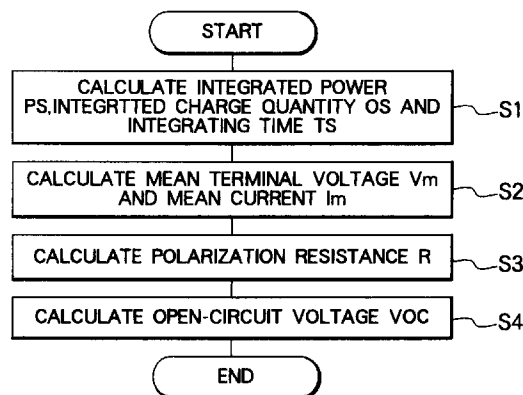 START
CALCULATE INTEGRATED POWER
PS,INTEGRTTED CHARGE QUANTITY OS AND
INTEGRATING TIME TS
S1
CALCULATE MEAN TERMINAL VOLTAGE Vm
AND MEAN CURRENT Im
S2
CALCULATE POLARIZATION RESISTANCE R
S3
CALCULATE OPEN-CIRCUIT VOLTAGE VOC
S4
END